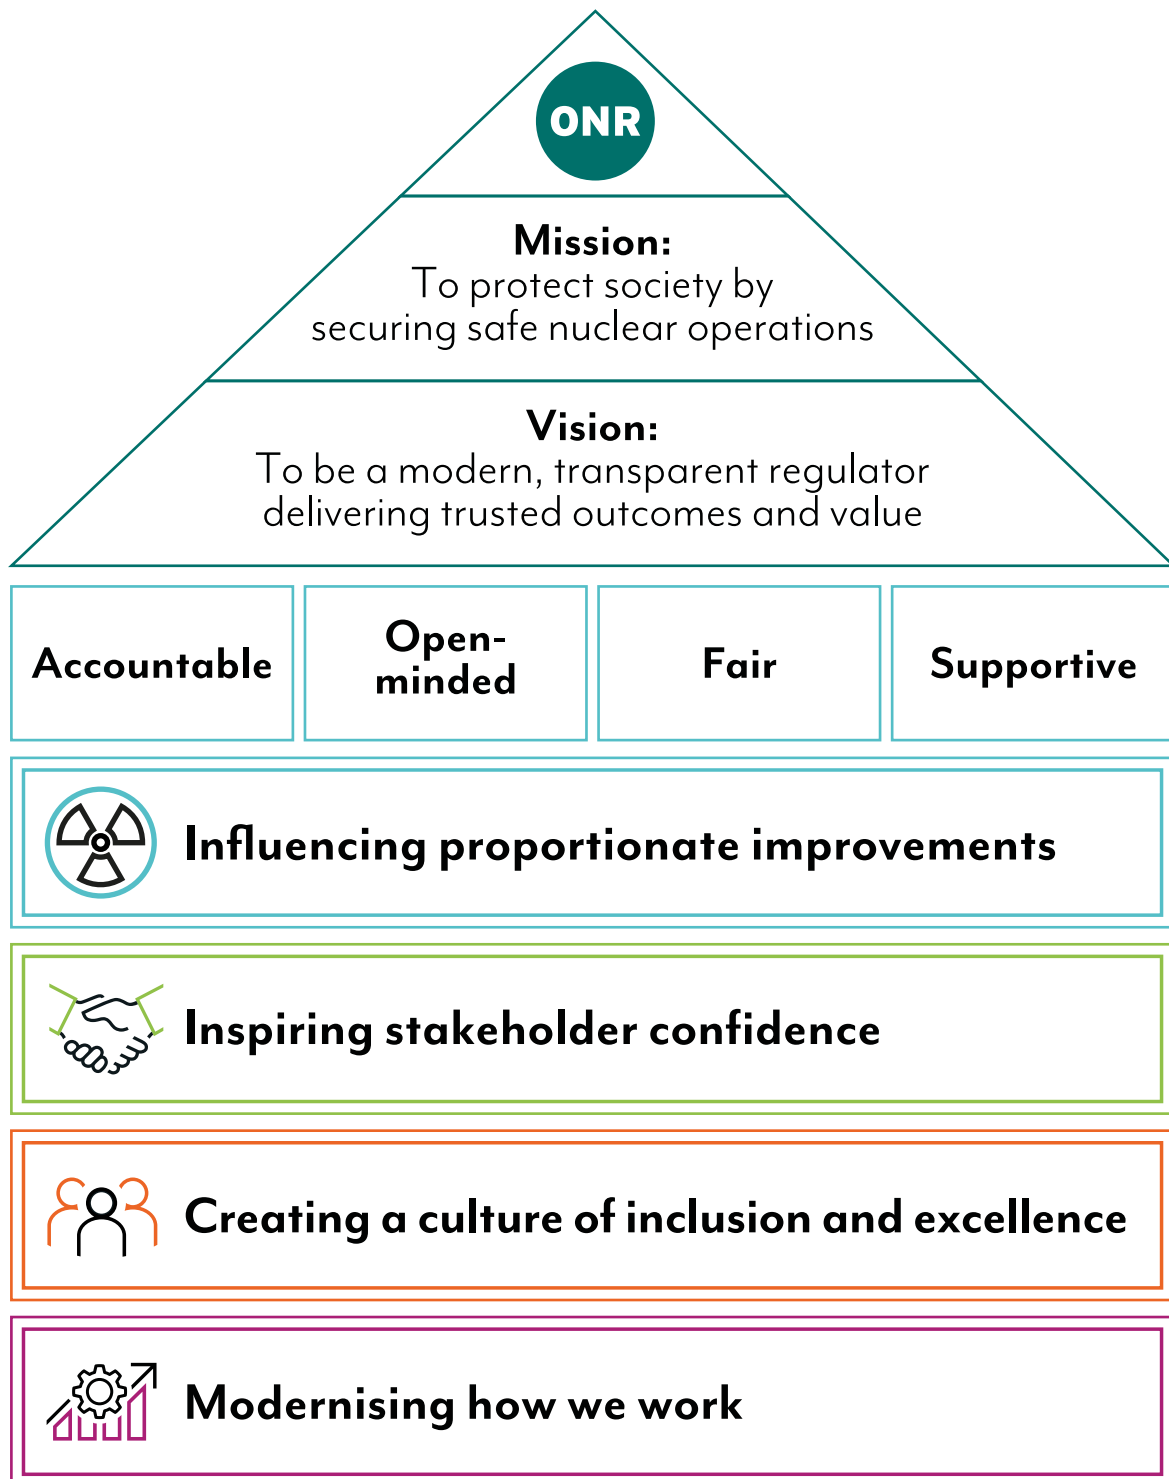 ONR
Mission:
To protect society by
securing safe nuclear operations
Vision:
To be a modern, transparent regulator
delivering trusted outcomes and value
Accountable
Open-
minded
Fair
Supportive
Influencing proportionate improvements
Inspiring stakeholder confidence
Creating a culture of inclusion and excellence
Modernising how we work